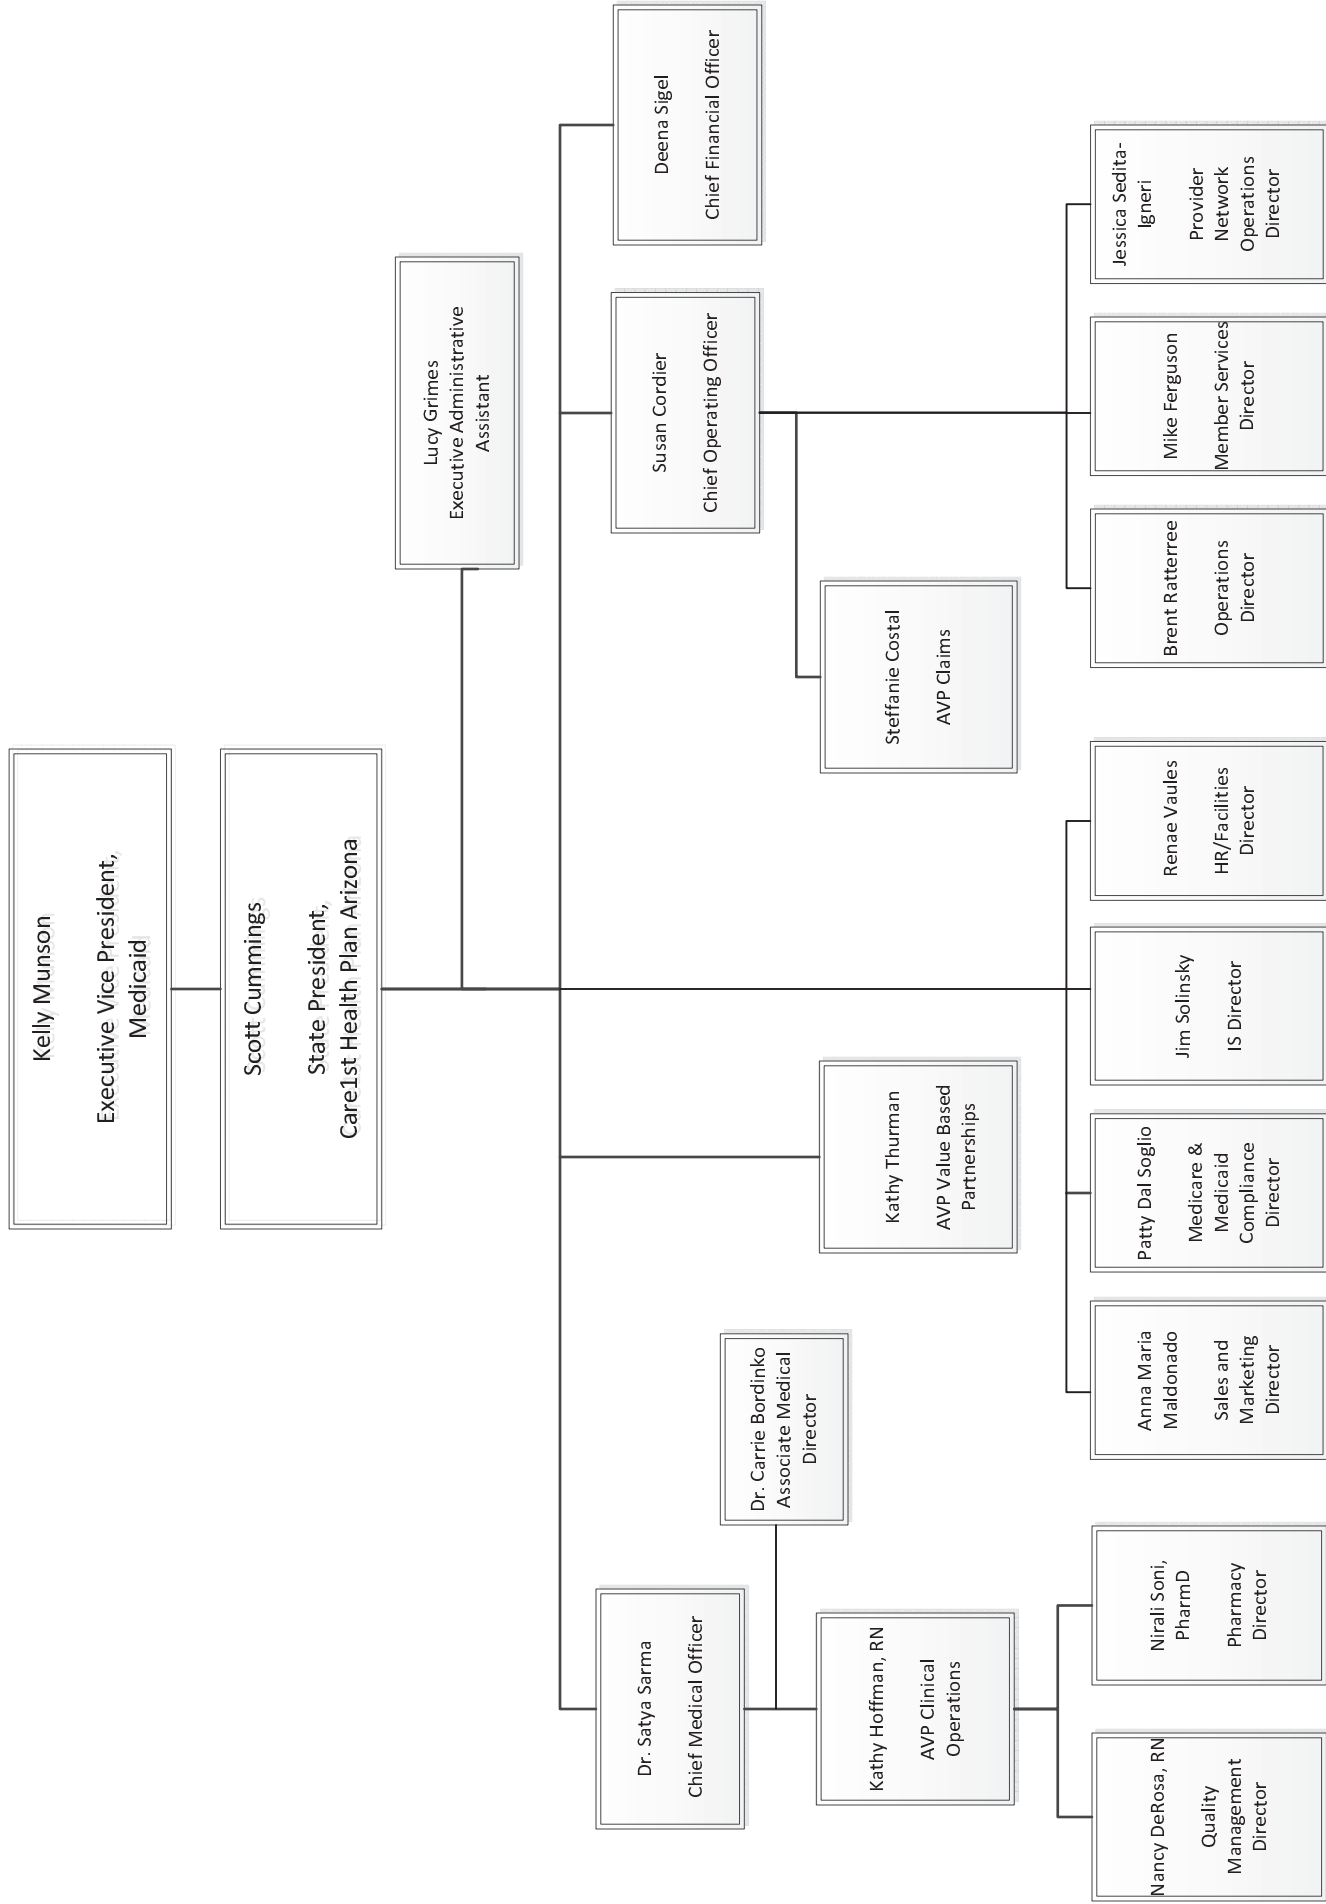 Kelly Munson
Executive Vice President,
Medicaid
Scott Cummings
State President,
Care1st Health Plan Arizona
Lucy Grimes
Executive Administrative
Assistant
Dr. Satya Sarma
Chief Medical Officer
Susan Cordier
Chief Operating Officer
Deena Sigel
Chief Financial Officer
Dr. Carrie Bordinko
Associate Medical
Director
Kathy Hoffman, RN
AVP Clinical
Operations
Kathy Thurman
AVP Value Based
Partnerships
Steffanie Costal
AVP Claims
Nancy DeRosa, RN
Quality
Management
Director
Nirali Soni,
PharmD
Pharmacy
Director
Anna Maria
Maldonado
Sales and
Marketing
Director
Patty Dal Soglio
Medicare &
Medicaid
Compliance
Director
Jim Solinsky
IS Director
Renae Vaules
HR/Facilities
Director
Brent Ratterree
Operations
Director
Mike Ferguson
Member Services
Director
Jessica Sedita-
Igneri
Provider
Network
Operations
Director